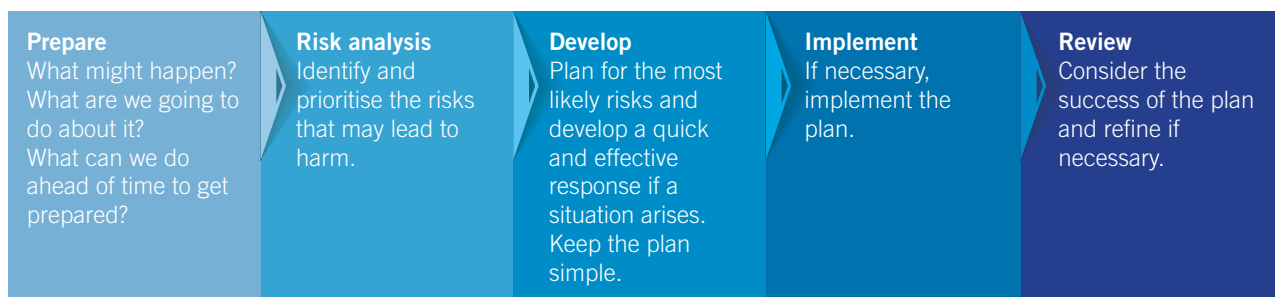 Prepare
What might happen?
What are we going to
do about it?
What can we do
ahead of time to get
prepared?
Risk analysis
Identify and
prioritise the risks
that may lead to
harm.
Develop
Plan for the most
likely risks and
develop a quick
and effective
response if a
situation arises.
Keep the plan
simple.
Implement
If necessary,
implement the
plan.
Review
Consider the
success of the plan
and refine if
necessary.